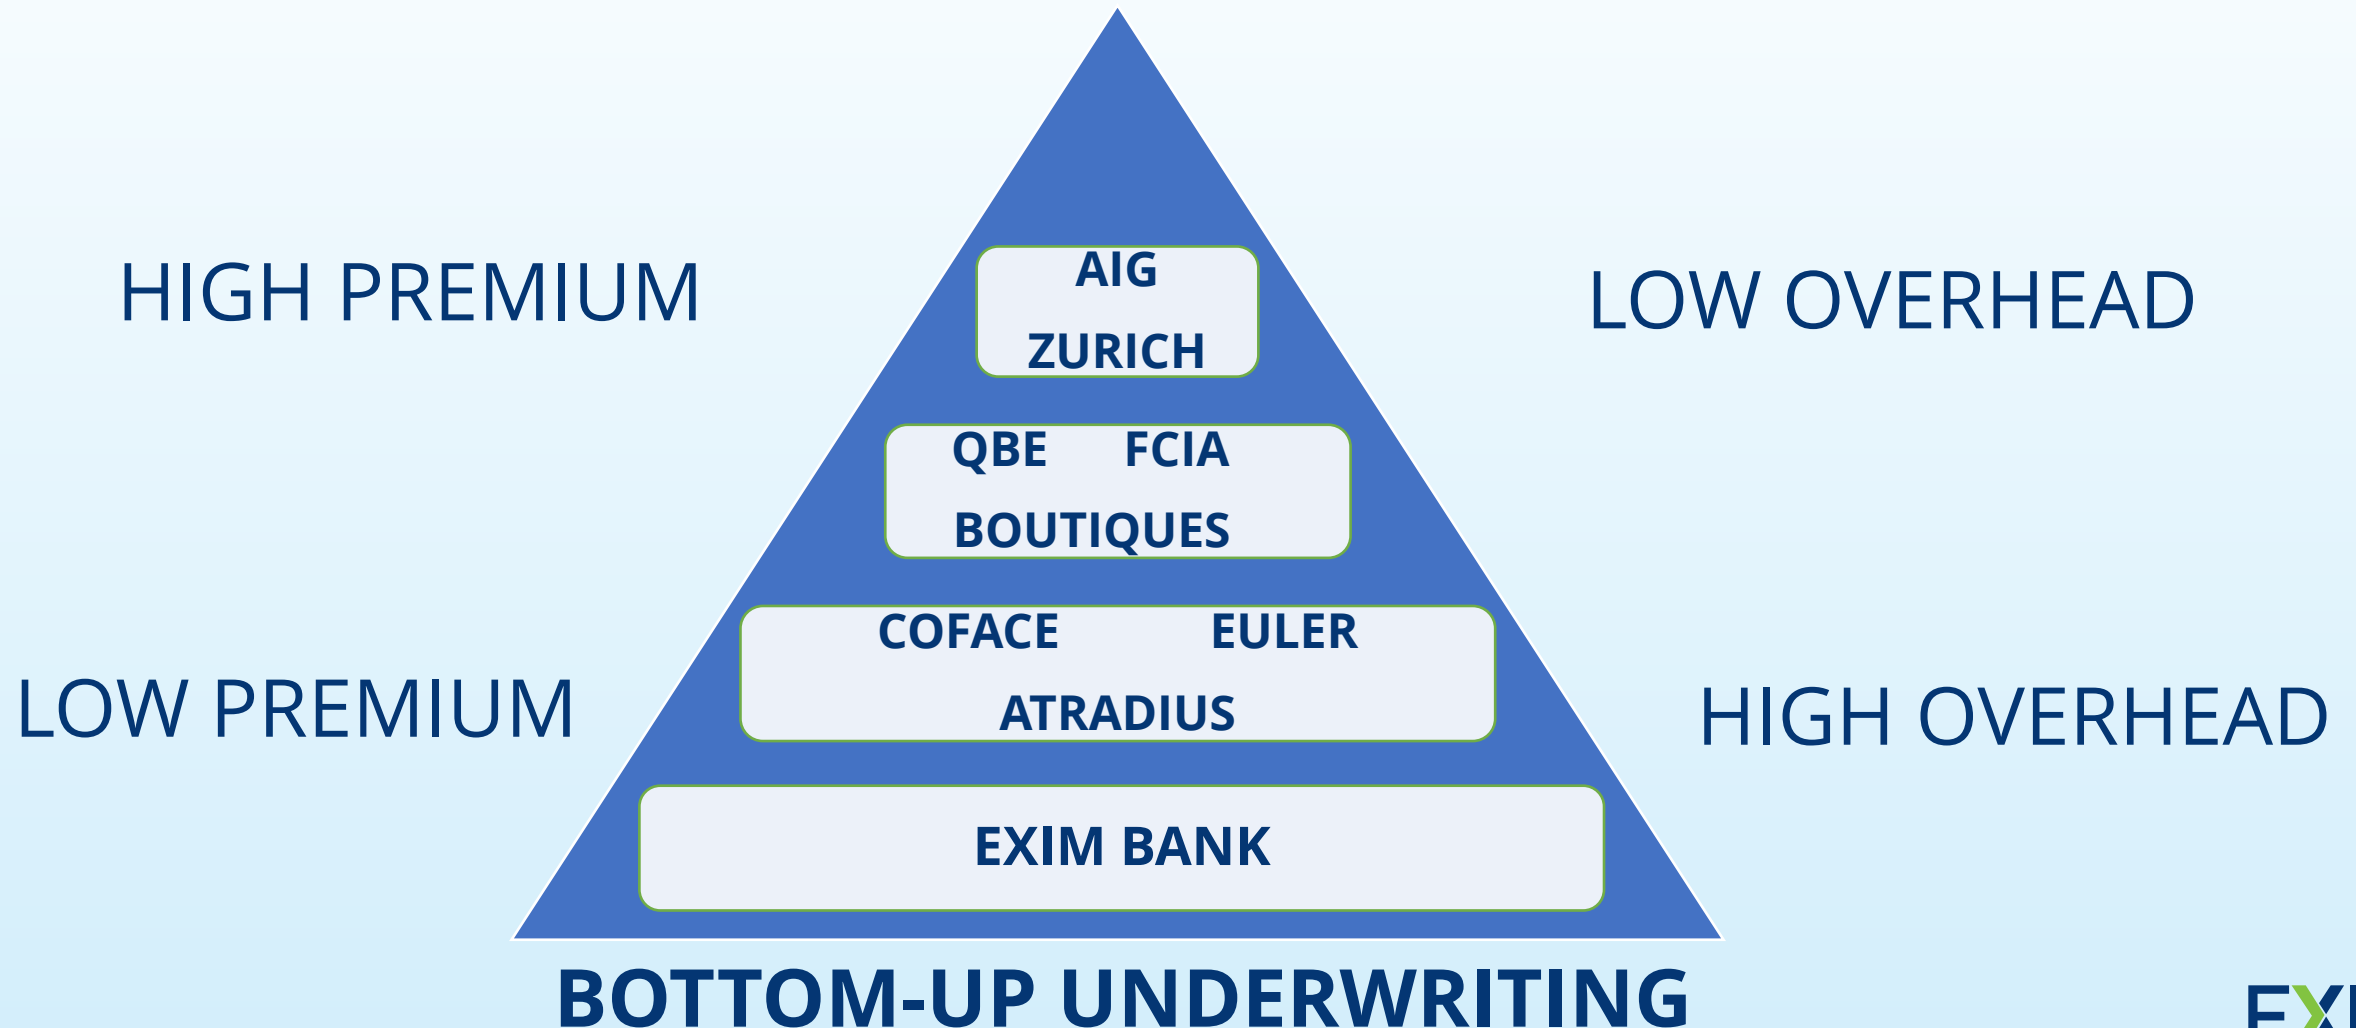 HIGH PREMIUM
LOW OVERHEAD
AIG
ZURICH
QBE FCIA
BOUTIQUES
COFACE EULER
ATRADIUS
LOW PREMIUM
HIGH OVERHEAD
EXIM BANK
BOTTOM-UP UNDERWRITING